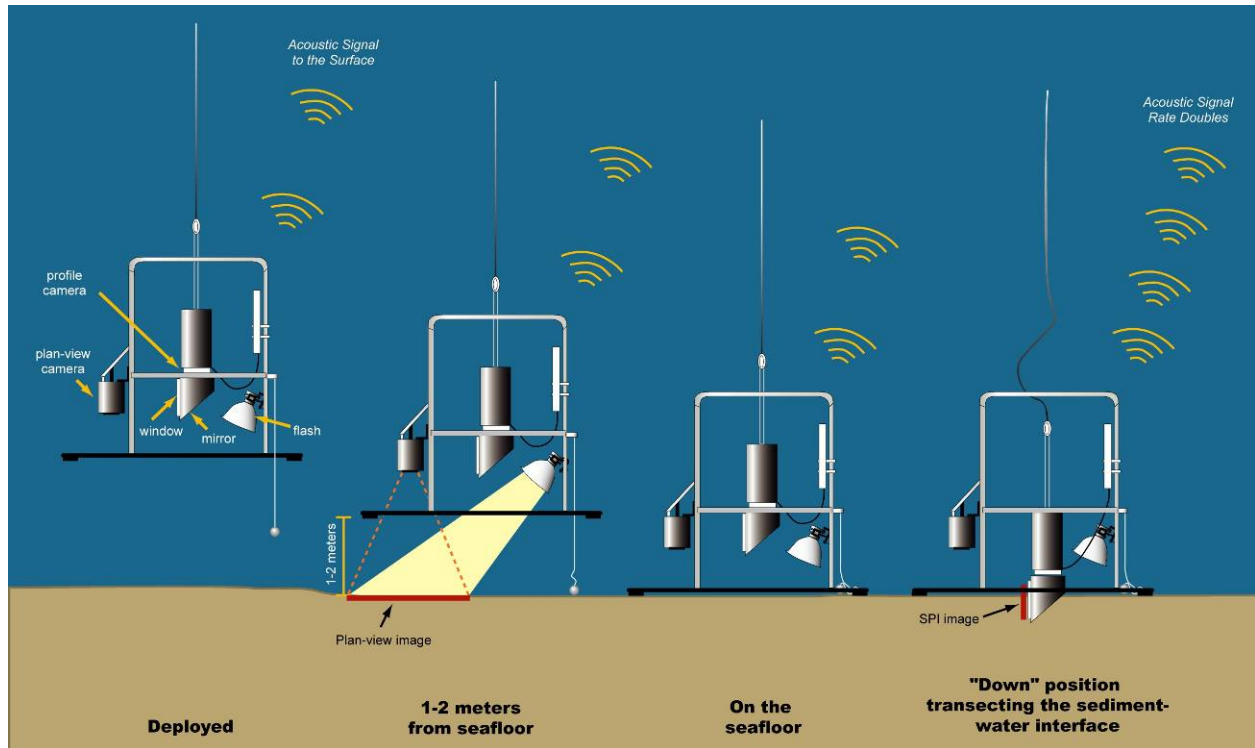 Acoustic Signal
to the Surface
Acoustic Signal
Rate Doubles
profile
camera
plan-view
camera
window
mirror
flash
1-2 meters
Plan-view image
SPI image
Deployed
1-2 meters
from seafloor
On the
seafloor
"Down" position
transecting the sediment-
water interface